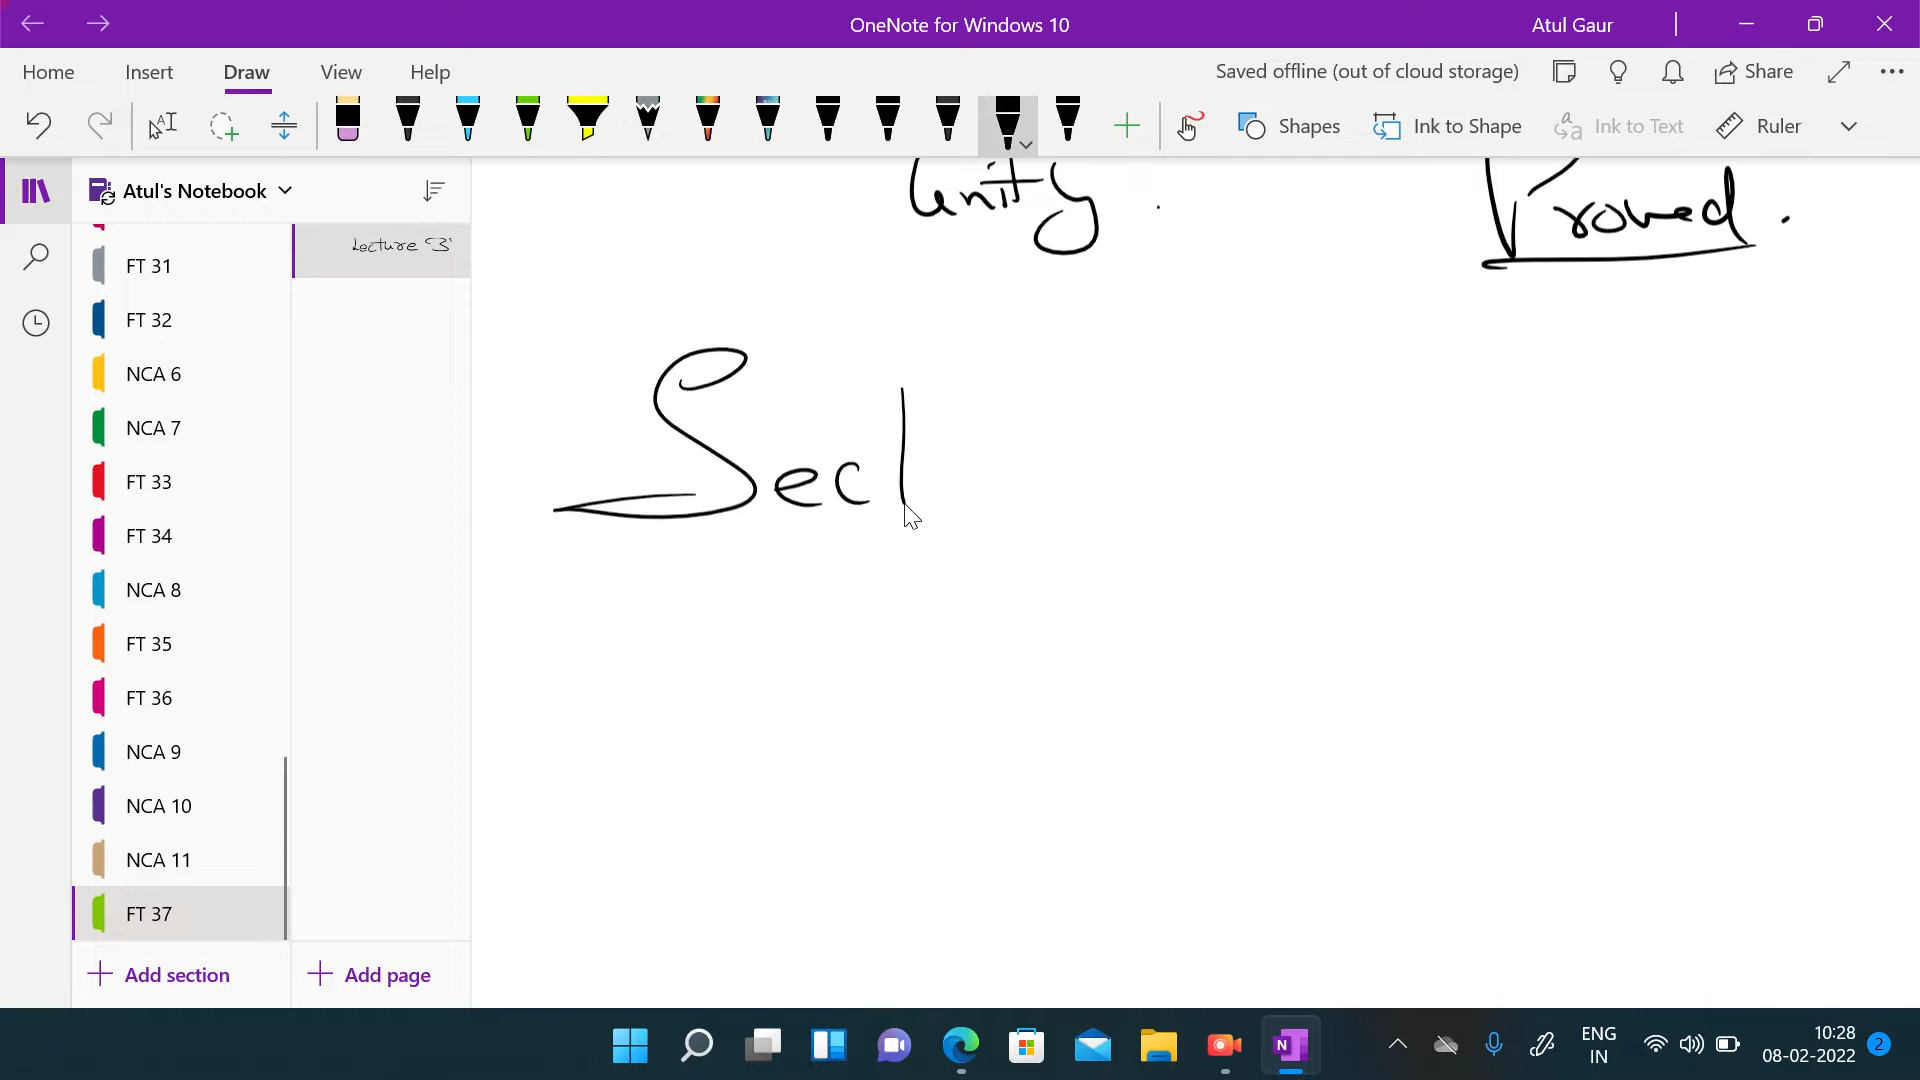 OneNote for Windows 10
Atul Gaur
Home Insert Draw View Help
Saved offline (out of cloud storage)
Share
Shapes
Ink to Shape
Ink to Text
Ruler
Atul's Notebook
Lecture 3
FT 31
FT 32
NCA 6
NCA 7
FT 33
FT 34
NCA 8
FT 35
FT 36
NCA 9
NCA 10
NCA 11
FT 37
Add section
Add page
Unity . Proved .
Sec
ENG
IN
10:28
08-02-2022
2